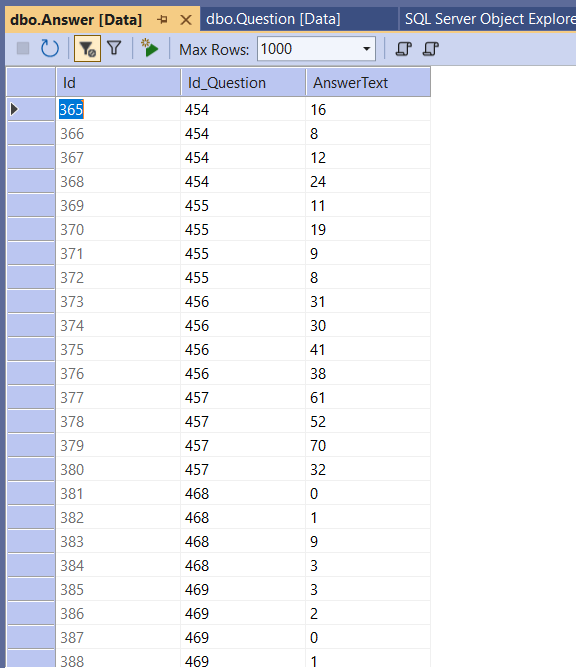 dbo.Answer [Data] dbo.Question [Data] SQL Server Object Explore
Max Rows: 1000
Id Id_Question AnswerText
365 454 16
366 454 8
367 454 12
368 454 24
369 455 11
370 455 19
371 455 9
372 455 8
373 456 31
374 456 30
375 456 41
376 456 38
377 457 61
378 457 52
379 457 70
380 457 32
381 468 0
382 468 1
383 468 9
384 468 3
385 469 3
386 469 2
387 469 0
388 469 1